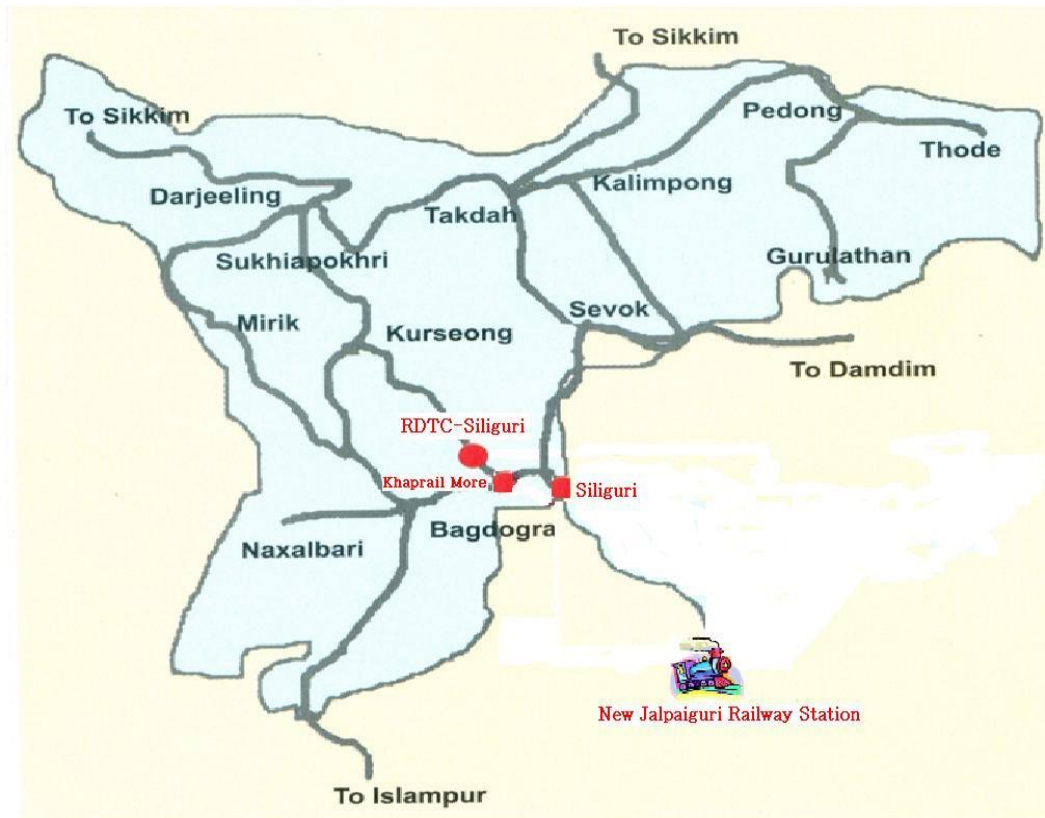 To Sikkim
To Sikkim
Pedong
Thode
Darjeeling
Kalimpong
Takdah
Sukhiapokhri
Gurulathan
Mirik
Kurseong
Sevok
To Damdim
RDTC-Siliguri
Khaprail More
Siliguri
Bagdogra
Naxalbari
New Jalpaiguri Railway Station
To Islampur